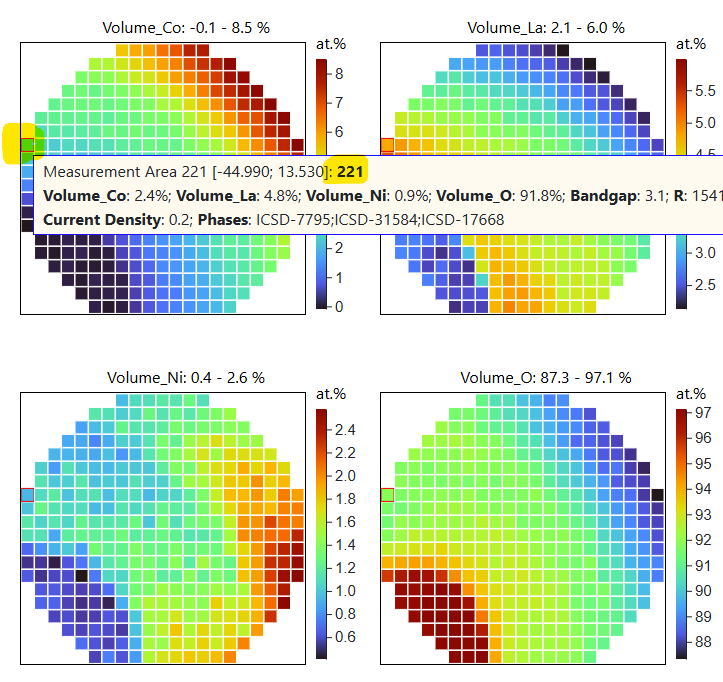 Volume_Co: -0.1 - 8.5 %
at.%
8
7
6
2
1
0
Volume_La: 2.1 - 6.0 %
at.%
5.5
5.0
3.0
2.5
Measurement Area 221 [-44.990; 13.530]: 221
Volume_Co: 2.4%; Volume_La: 4.8%; Volume_Ni: 0.9%; Volume_O: 91.8%; Bandgap: 3.1; R: 1541
Current Density: 0.2; Phases: ICSD-7795;ICSD-31584;ICSD-17668
Volume_Ni: 0.4 - 2.6 %
at.%
2.4
2.2
2.0
1.8
1.6
1.4
1.2
1.0
0.8
0.6
Volume_O: 87.3 - 97.1 %
at.%
97
96
95
94
93
92
91
90
89
88